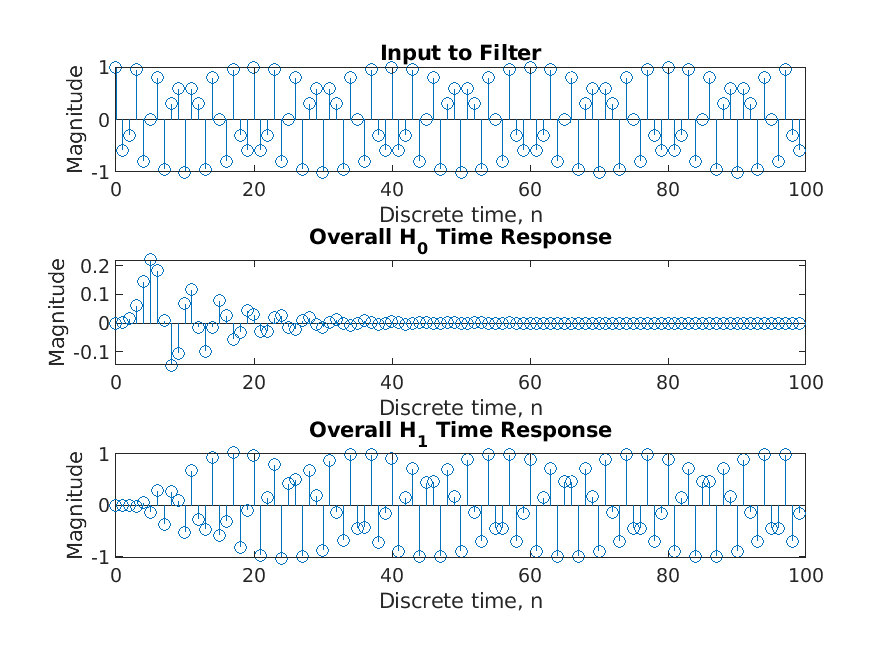 Input to Filter
Magnitude
1
0
-1
0 20 40 60 80 100
Discrete time, n
Overall H0 Time Response
Magnitude
0.2
0.1
0
-0.1
0 20 40 60 80 100
Discrete time, n
Overall H1 Time Response
Magnitude
1
0
-1
0 20 40 60 80 100
Discrete time, n